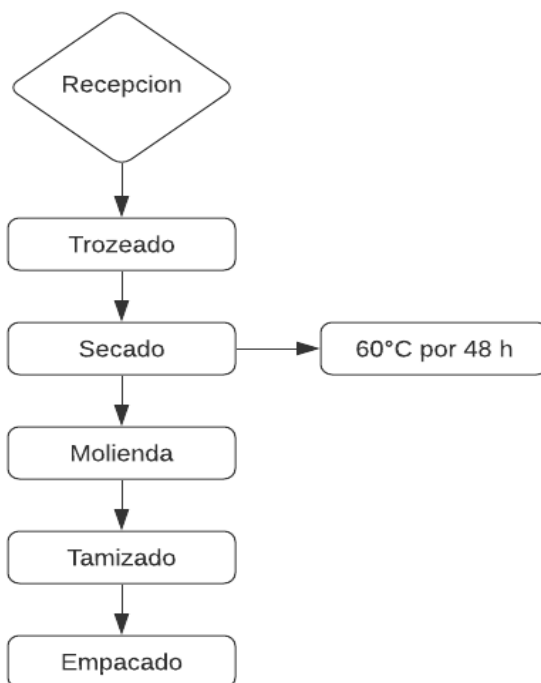 Recepcion
Trozeado
Secado
60°C por 48 h
Molienda
Tamizado
Empacado